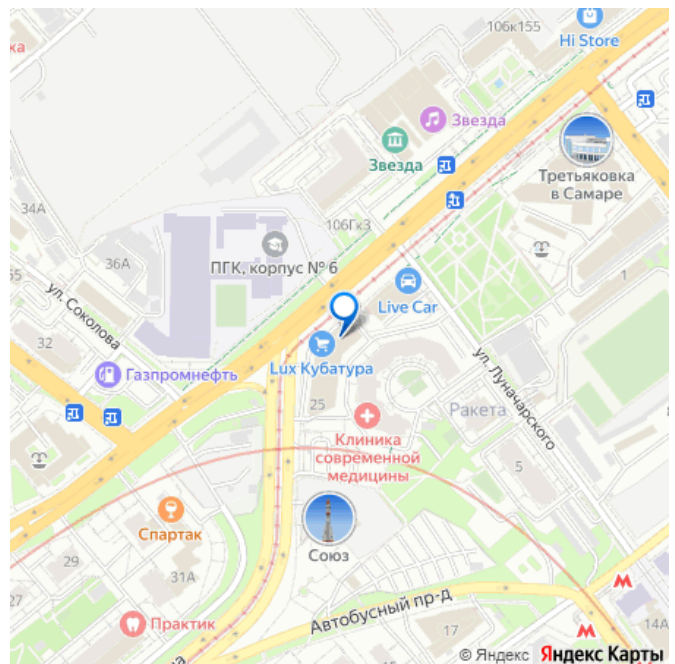 106к155
Hi Store
ка
Звезда
Звезда
Третьяковка
в Самаре
34А
106Гк3
36А
ПГК, корпус № 6
1
55
ул. Соколова
Live Car
32
Lux Кубатура
Газпромнефть
ул. Луначарского
25
Ракета
Клиника
современной
медицины
5
Спартак
Союз
29
31А
27
Практик
Автобусный пр-д
17
14А
© Яндекс Яндекс Карты